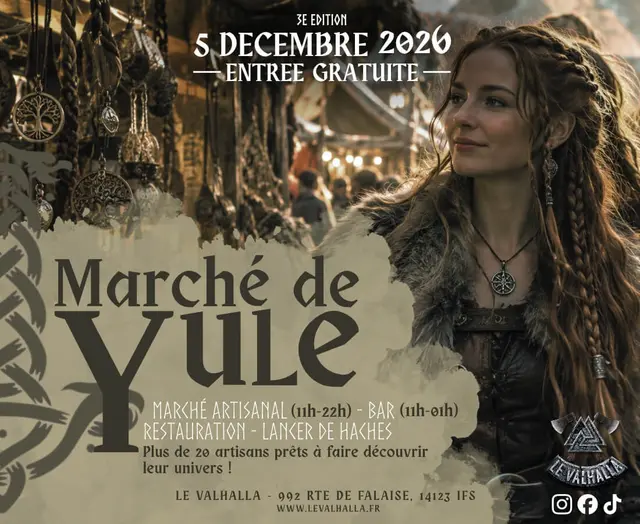 3E EDITION
5 DECEMBRE 2026
ENTREE GRATUITE
Marché de
Yule
MARCHÉ ARTISANAL (11h-22h) - BAR (11h-01h)
RESTAURATION - LANCER DE HACHES
Plus de 20 artisans prêts à faire découvrir
leur univers !
LE VALHALLA - 992 RTE DE FALAISE, 14123 IFS
WWW.LEVALHALLA.FR
LE VALHALLA